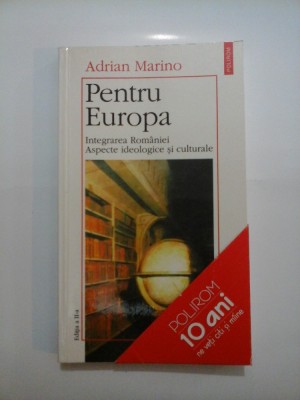 POLIROM
Adrian Marino
Pentru
Europa
Integrarea României
Aspecte ideologice și culturale
Ediția a II-a
POLIROM
10 ani
ne veți citi și mâine